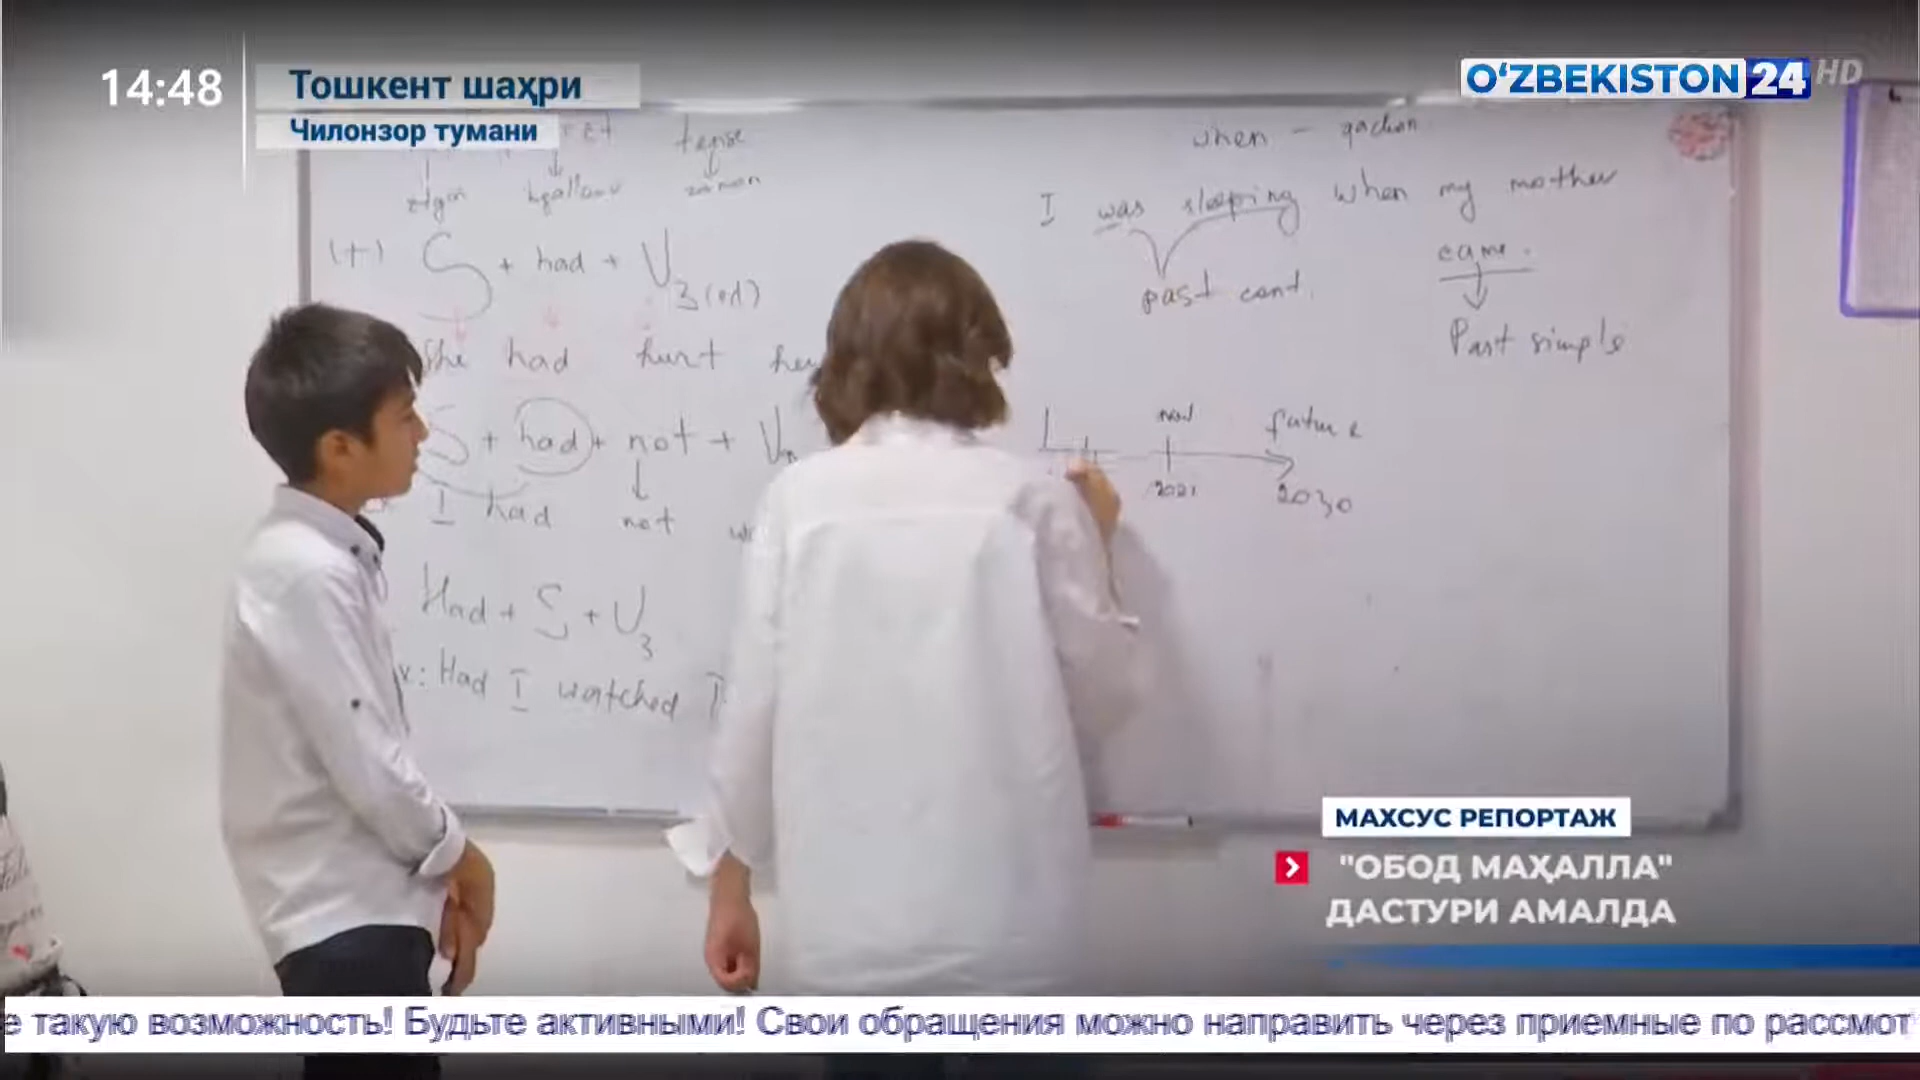 14:48
Тошкент шаҳри
Чилонзор тумани
O‘ZBEKISTON 24 HD
tense
zamon
(+) S + had + V3(ed)
She had hurt her
S + had + not + V
I had not
Had + S + V3
x: Had I watched T
when – qachon
I was sleeping when my mother
came.
past cont.
Past simple
now future
2021 2030
МАХСУС РЕПОРТАЖ
"ОБОД МАҲАЛЛА"
ДАСТУРИ АМАЛДА
е такую возможность! Будьте активными! Свои обращения можно направить через приемные по рассмот